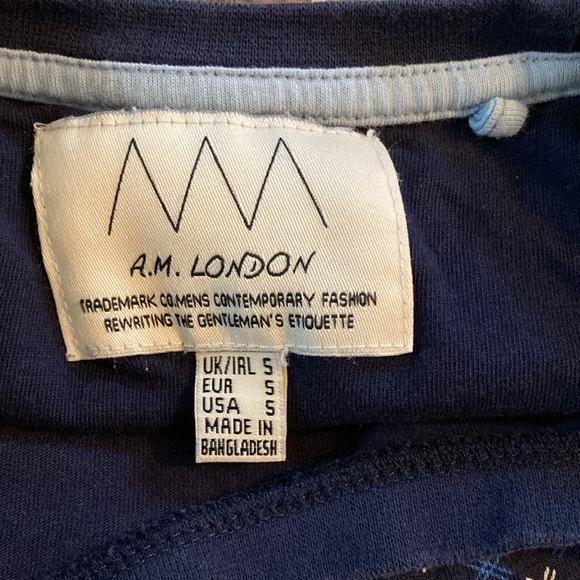 A.M. LONDON
TRADEMARK CO.MENS CONTEMPORARY FASHION
REWRITING THE GENTLEMAN'S ETIQUETTE
UK/IRL S
EUR S
USA S
MADE IN
BANGLADESH